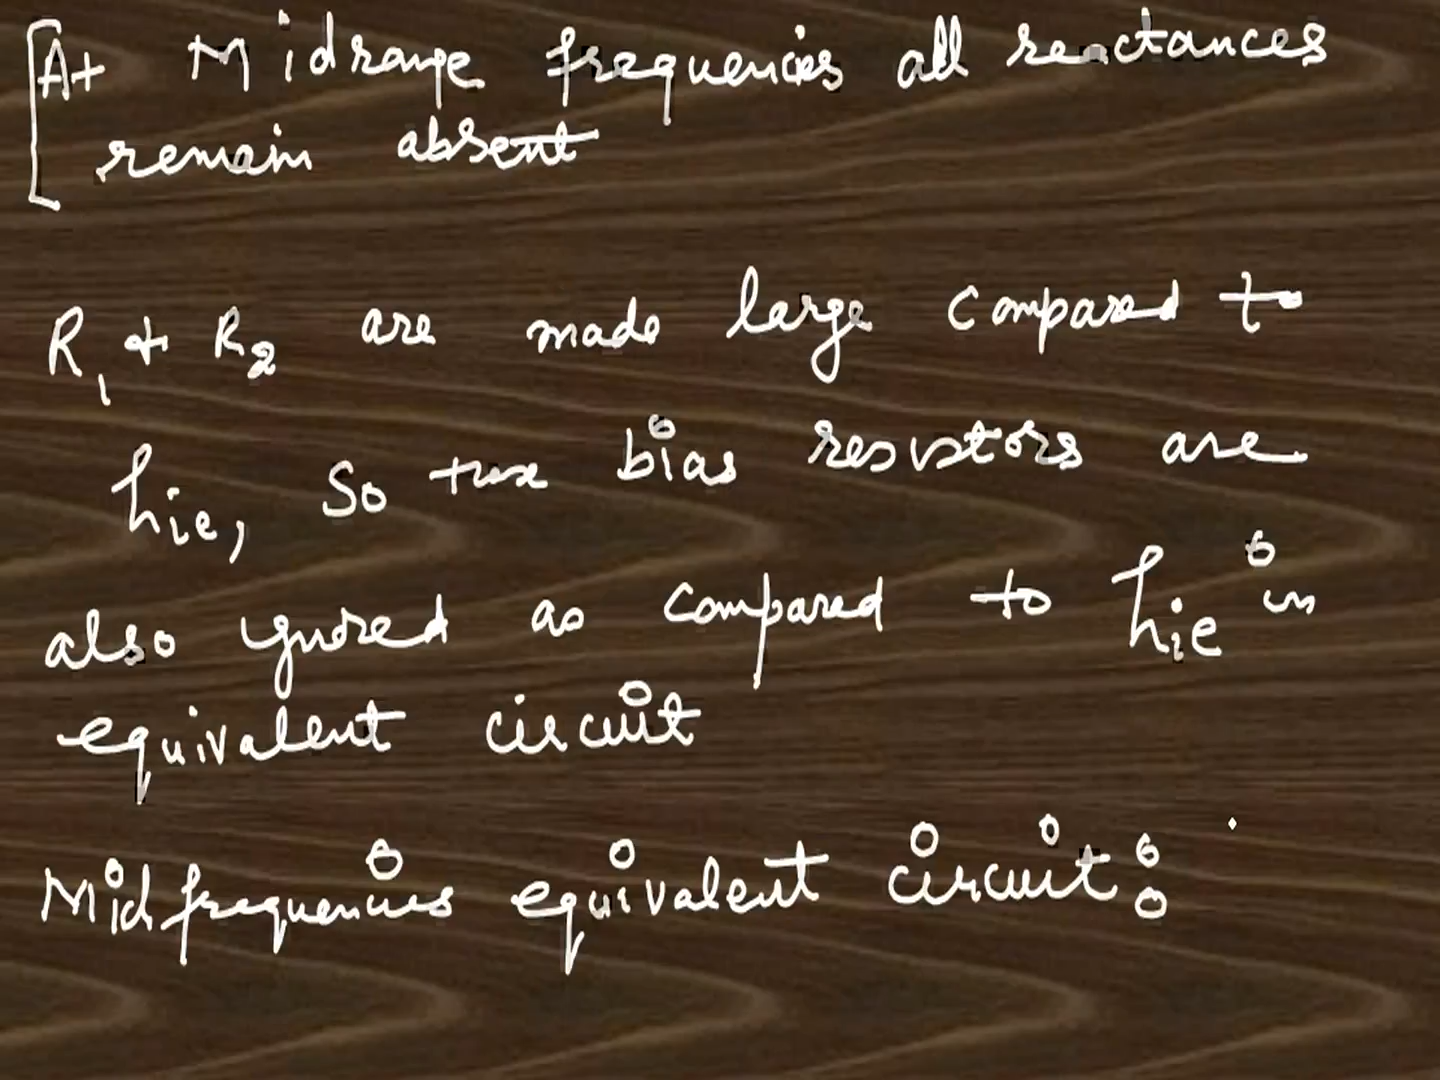 At Midrange frequencies all reactances
remain absent
R1 & R2 are made large compared to
hie, So the bias resistors are
also ignored as compared to hie in
equivalent circuit
Midfrequencies equivalent circuit: